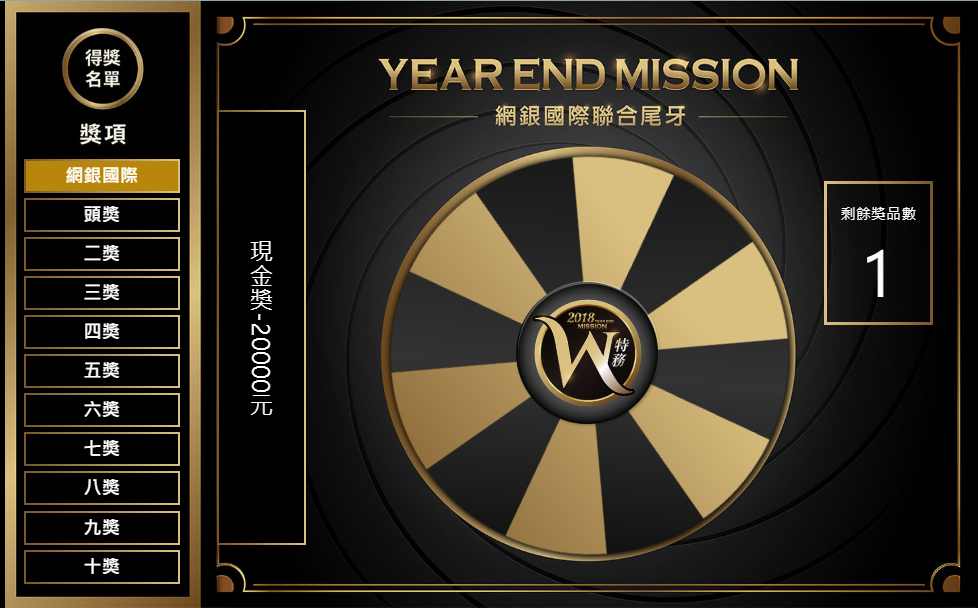 得獎
名單
獎項
網銀國際
頭獎
二獎
三獎
四獎
五獎
六獎
七獎
八獎
九獎
十獎
現金獎-20000元
YEAR END MISSION
網銀國際聯合尾牙
2018 YEAR END
MISSION
W
特務
剩餘獎品數
1